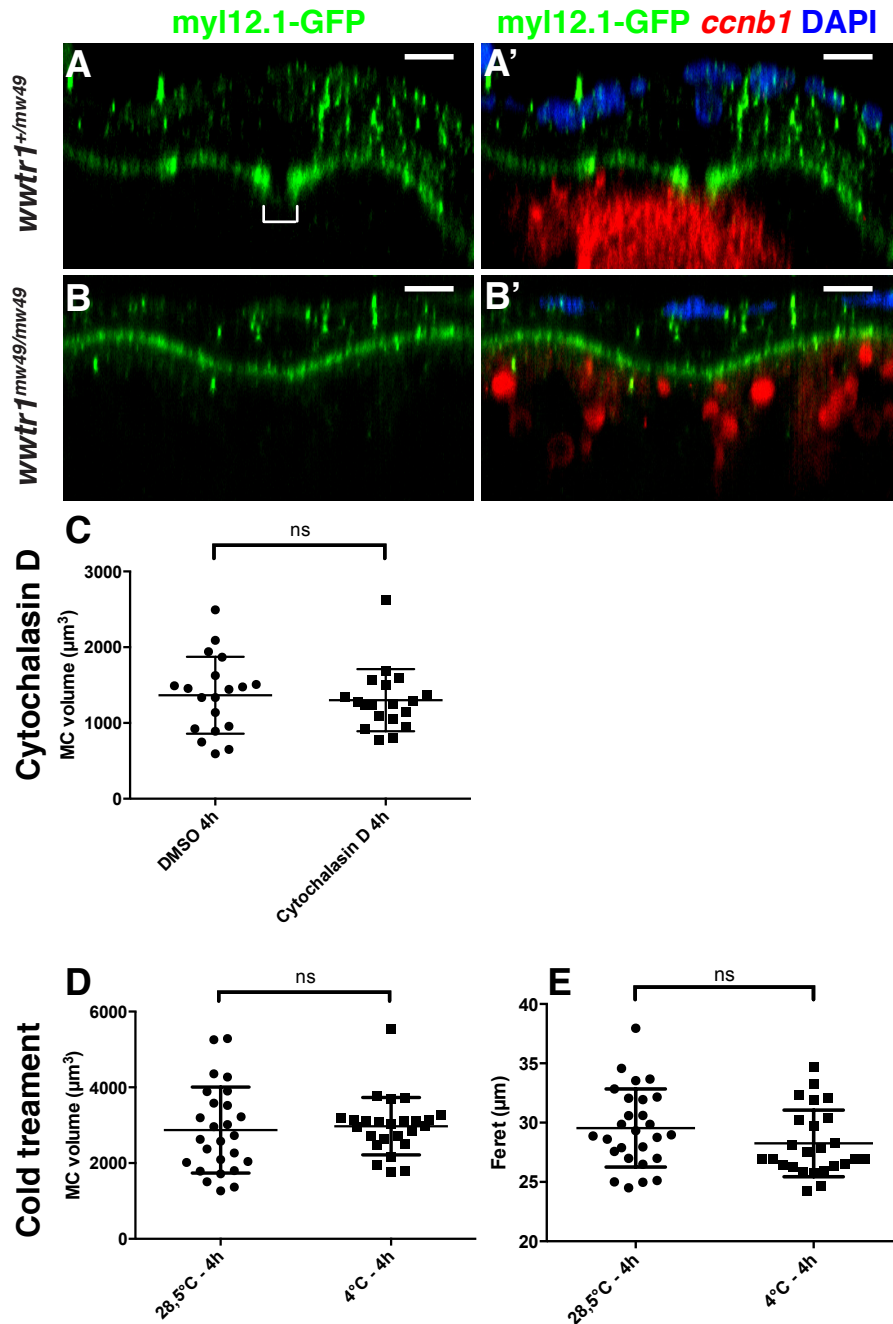 myl12.1-GFP
myl12.1-GFP ccnb1 DAPI
wwtr1+/mw49
A
A’
wwtr1mw49/mw49
B
B’
Cytochalasin D
C
ns
MC volume (µm³)
3000
2000
1000
0
DMSO 4h
Cytochalasin D 4h
Cold treament
D
ns
MC volume (µm³)
6000
4000
2000
0
28,5°C - 4h
4°C - 4h
E
ns
Feret (µm)
40
35
30
25
20
28,5°C - 4h
4°C - 4h